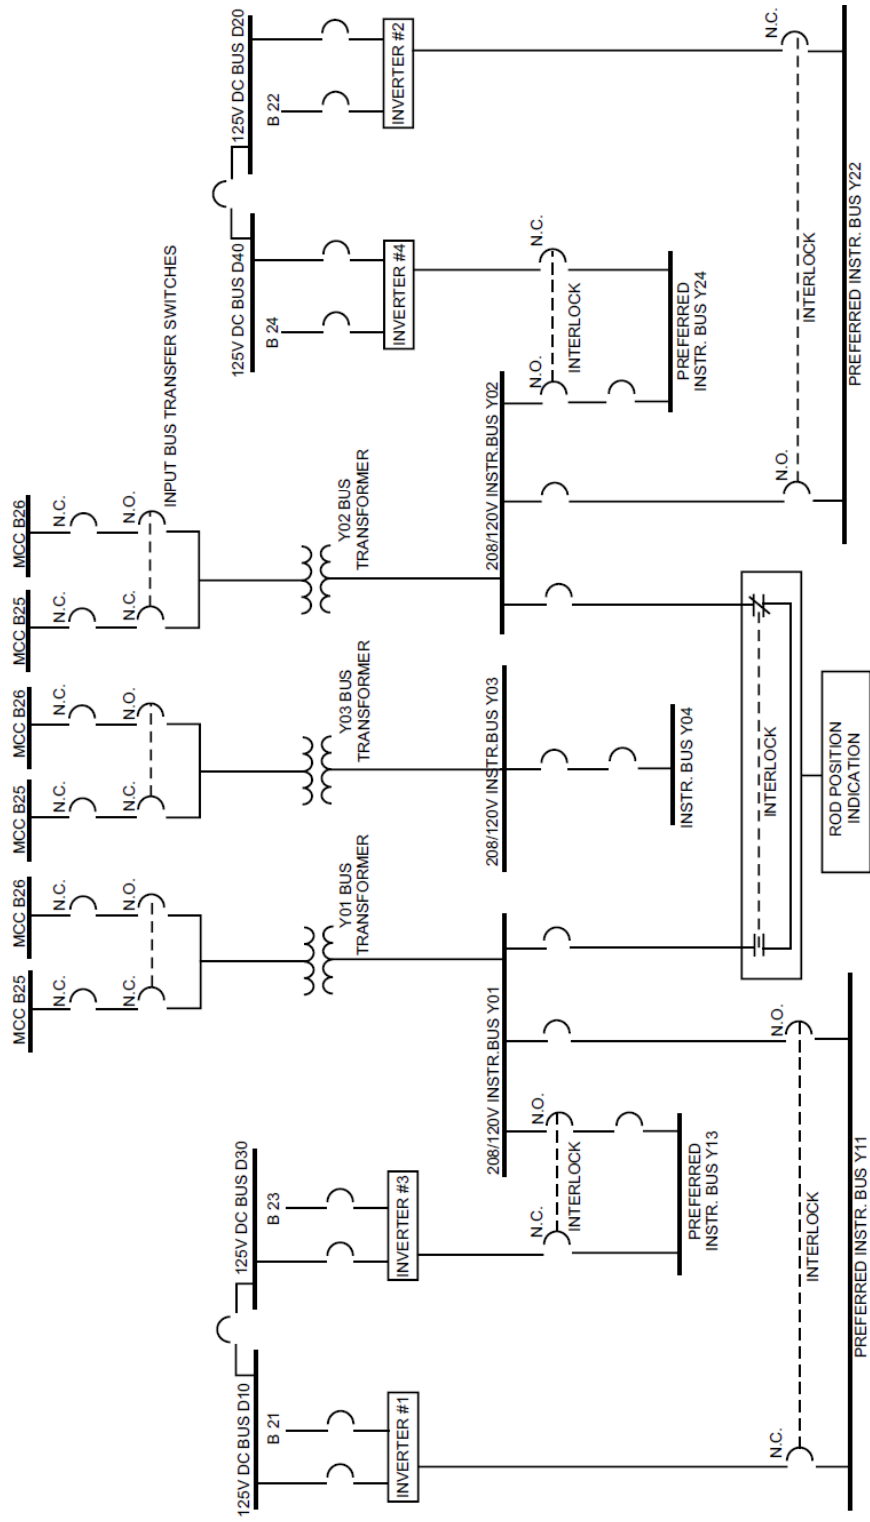 MCC B25
MCC B26
MCC B25
MCC B26
MCC B25
MCC B26
N.C.
N.C.
N.C.
N.C.
N.C.
N.C.
N.C.
N.O.
N.C.
N.O.
N.C.
N.O.
INPUT BUS TRANSFER SWITCHES
125V DC BUS D10
125V DC BUS D30
125V DC BUS D40
125V DC BUS D20
B 21
B 23
B 24
B 22
Y01 BUS
TRANSFORMER
Y03 BUS
TRANSFORMER
Y02 BUS
TRANSFORMER
INVERTER #1
INVERTER #3
INVERTER #4
INVERTER #2
208/120V INSTR.BUS Y01
208/120V INSTR.BUS Y03
208/120V INSTR.BUS Y02
N.C.
N.O.
INTERLOCK
N.O.
N.C.
INTERLOCK
PREFERRED
INSTR. BUS Y13
INSTR. BUS Y04
PREFERRED
INSTR. BUS Y24
N.C.
N.O.
INTERLOCK
INTERLOCK
N.O.
N.C.
INTERLOCK
ROD POSITION
INDICATION
PREFERRED INSTR. BUS Y11
PREFERRED INSTR. BUS Y22